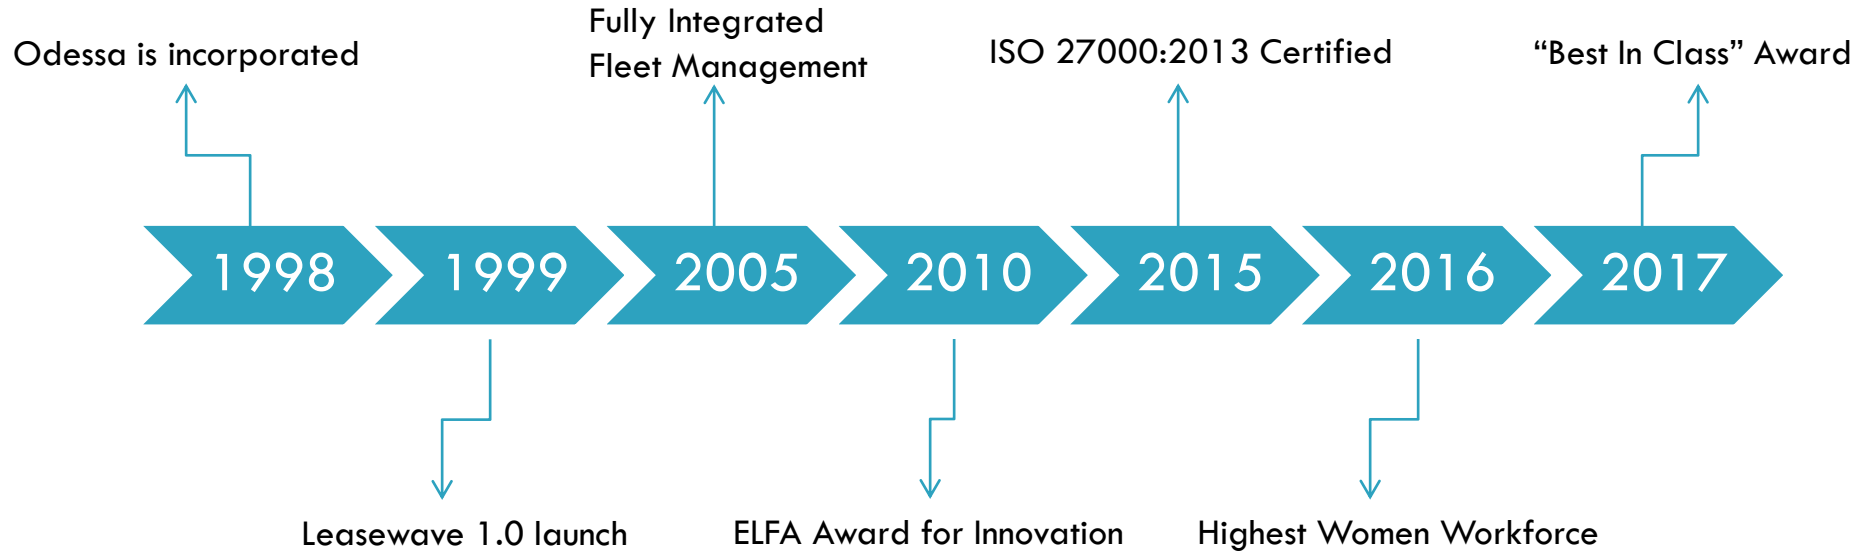 Odessa is incorporated
Fully Integrated
Fleet Management
ISO 27000:2013 Certified
“Best In Class” Award
1998
1999
2005
2010
2015
2016
2017
Leasewave 1.0 launch
ELFA Award for Innovation
Highest Women Workforce